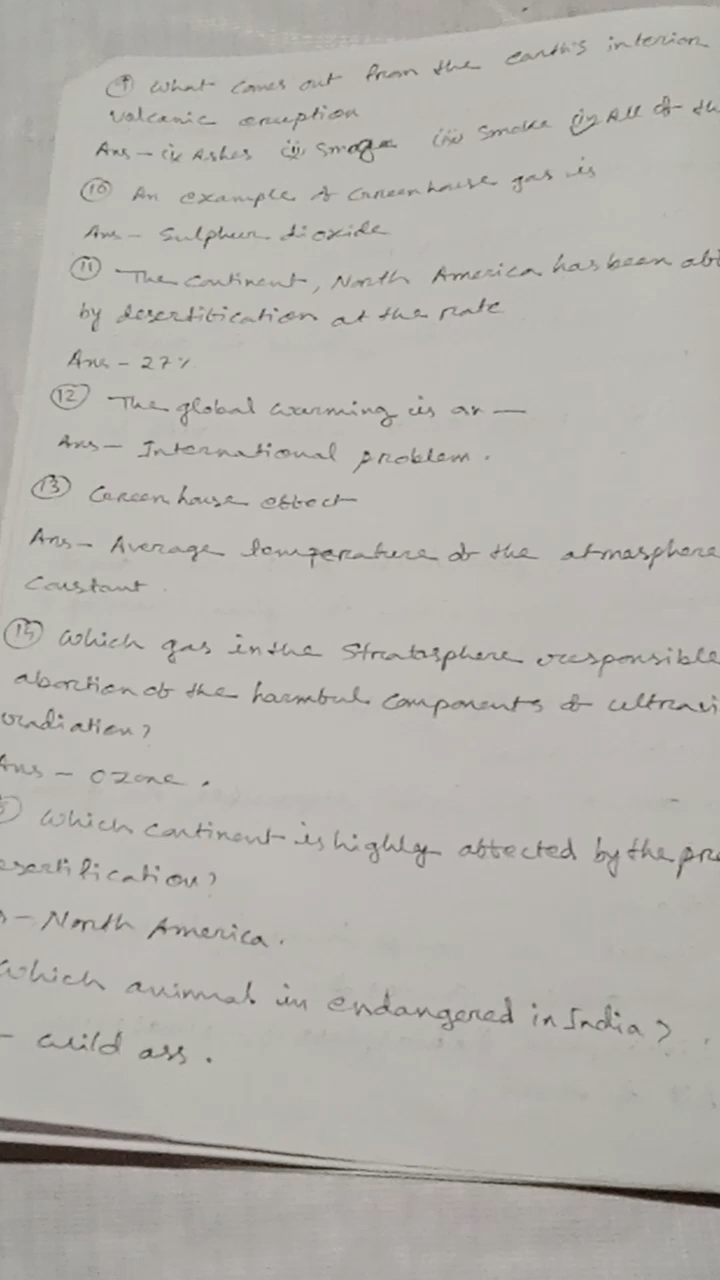 (9) What comes out from the earth's interior
volcanic eruption
Ans - (i) Ashes (ii) Smoge (iii) Smoke (iv) All of the
(10) An example of Greenhouse gas is
Ans - Sulphur dioxide
(11) The continent, North America has been
by desertification at the rate
Ans - 27%
(12) The global warming is an —
Ans - International problem.
(13) Greenhouse effect
Ans - Average temperature of the atmosphere
Constant
Which gas in the Stratosphere responsible
abortion of the harmbul components of
radiation?
Ans - Ozone.
Which continent is highly abtected by the
esertification?
- North America.
Which animal in endangered in India?
- Wild ass.